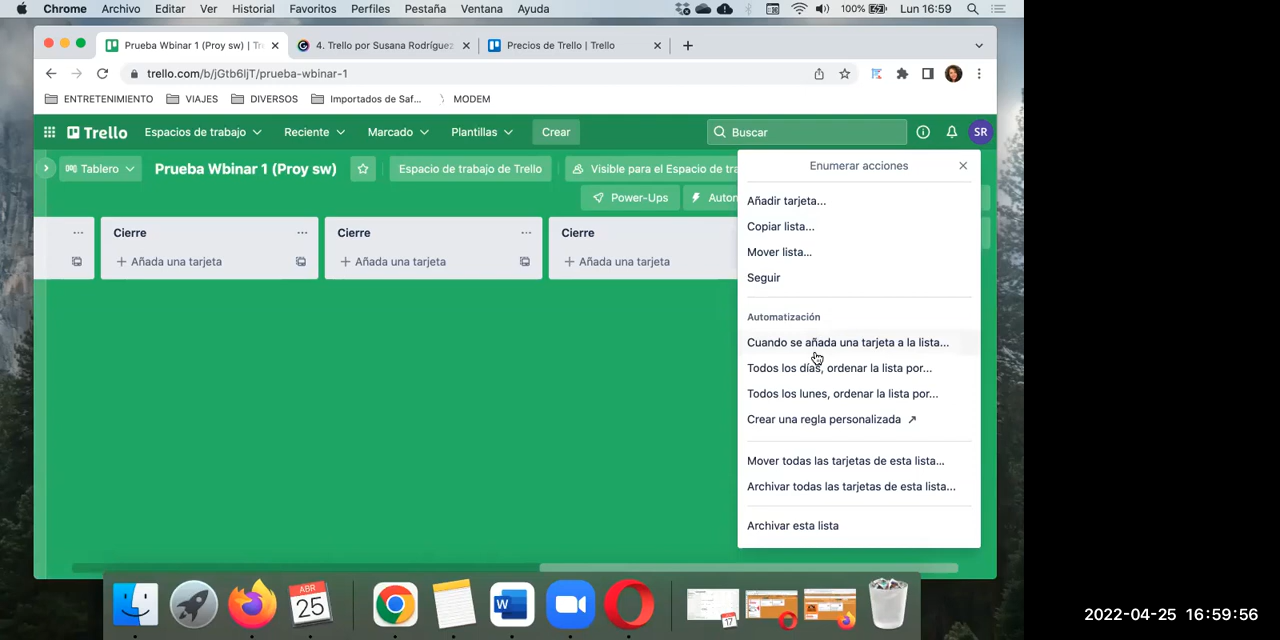 Chrome Archivo Editar Ver Historial Favoritos Perfiles Pestaña Ventana Ayuda 100% Lun 16:59
Prueba Wbinar 1 (Proy sw) | Tr 4. Trello por Susana Rodríguez Precios de Trello | Trello
trello.com/b/jGtb6ljT/prueba-wbinar-1
ENTRETENIMIENTO VIAJES DIVERSOS Importados de Saf... MODEM
Trello Espacios de trabajo Reciente Marcado Plantillas Crear Buscar SR
Tablero Prueba Wbinar 1 (Proy sw) Espacio de trabajo de Trello Visible para el Espacio de tra
Power-Ups Auton
Cierre
Añada una tarjeta
Cierre
Añada una tarjeta
Cierre
Añada una tarjeta
Enumerar acciones
Añadir tarjeta...
Copiar lista...
Mover lista...
Seguir
Automatización
Cuando se añada una tarjeta a la lista...
Todos los días, ordenar la lista por...
Todos los lunes, ordenar la lista por...
Crear una regla personalizada
Mover todas las tarjetas de esta lista...
Archivar todas las tarjetas de esta lista...
Archivar esta lista
ABR
25
W
17
2022-04-25 16:59:56